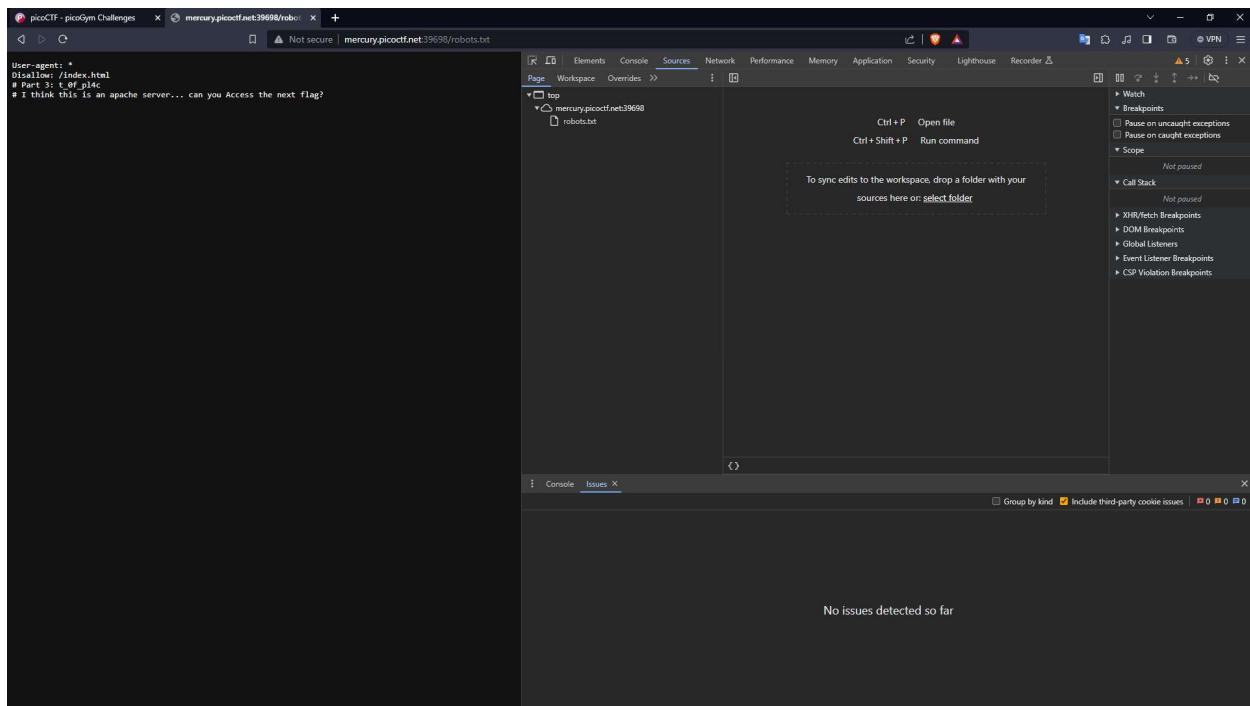 picoCTF - picoGym Challenges
mercury.picoctf.net:39698/robot
Not secure
mercury.picoctf.net:39698/robots.txt
VPN
User-agent: *
Disallow: /index.html
# Part 3: t_0f_pl4c
# I think this is an apache server... can you Access the next flag?
Elements Console Sources Network Performance Memory Application Security Lighthouse Recorder
5
Page Workspace Overrides
top
mercury.picoctf.net:39698
robots.txt
Ctrl + P Open file
Ctrl + Shift + P Run command
To sync edits to the workspace, drop a folder with your
sources here or: select folder
{}
Watch
Breakpoints
Pause on uncaught exceptions
Pause on caught exceptions
Scope
Not paused
Call Stack
Not paused
XHR/fetch Breakpoints
DOM Breakpoints
Global Listeners
Event Listener Breakpoints
CSP Violation Breakpoints
Console Issues
Group by kind Include third-party cookie issues 0 0 0
No issues detected so far